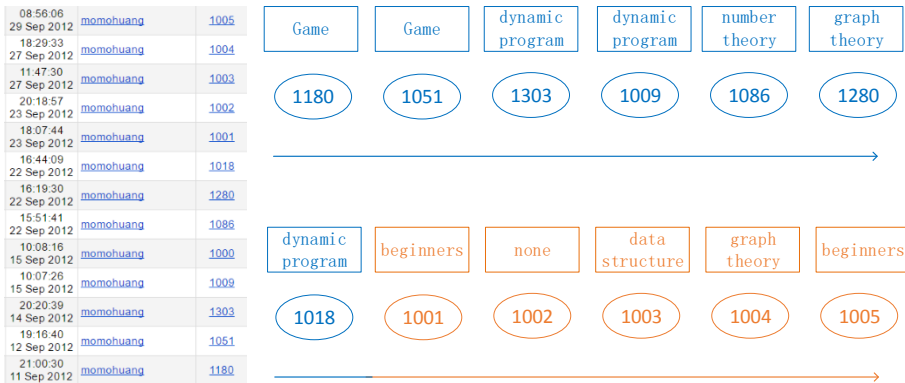 08:56:06
29 Sep 2012
momohuang
1005
18:29:33
27 Sep 2012
momohuang
1004
11:47:30
27 Sep 2012
momohuang
1003
20:18:57
23 Sep 2012
momohuang
1002
18:07:44
23 Sep 2012
momohuang
1001
16:44:09
22 Sep 2012
momohuang
1018
16:19:30
22 Sep 2012
momohuang
1280
15:51:41
22 Sep 2012
momohuang
1086
10:08:16
15 Sep 2012
momohuang
1000
10:07:26
15 Sep 2012
momohuang
1009
20:20:39
14 Sep 2012
momohuang
1303
19:16:40
12 Sep 2012
momohuang
1051
21:00:30
11 Sep 2012
momohuang
1180
Game
Game
dynamic
program
dynamic
program
number
theory
graph
theory
1180
1051
1303
1009
1086
1280
dynamic
program
beginners
none
data
structure
graph
theory
beginners
1018
1001
1002
1003
1004
1005